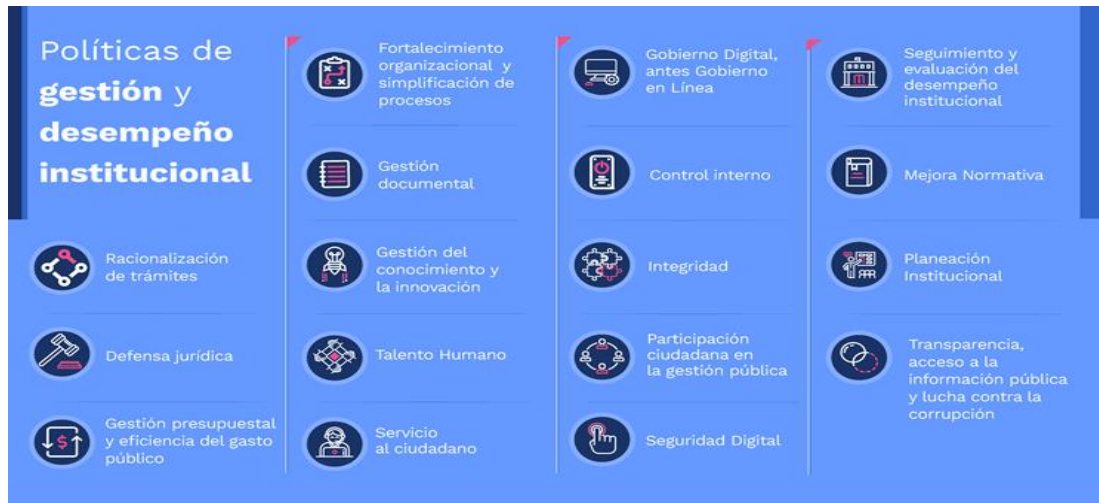 Políticas de
gestión y
desempeño
institucional
Racionalización
de trámites
Defensa jurídica
Gestión presupuestal
y eficiencia del gasto
público
Fortalecimiento
organizacional y
simplificación de
procesos
Gestión
documental
Gestión del
conocimiento y
la innovación
Talento Humano
Servicio
al ciudadano
Gobierno Digital,
antes Gobierno
en Línea
Control interno
Integridad
Participación
ciudadana en
la gestión pública
Seguridad Digital
Seguimiento y
evaluación del
desempeño
institucional
Mejora Normativa
Planeación
Institucional
Transparencia,
acceso a la
información pública
y lucha contra la
corrupción